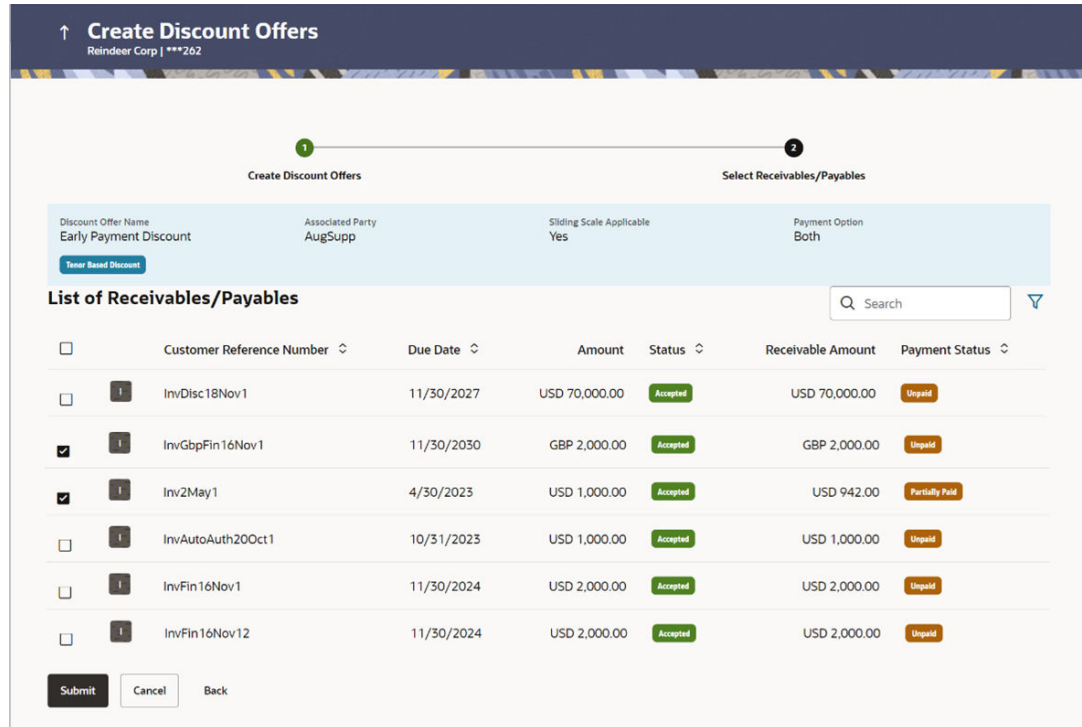 ↑ Create Discount Offers
Reindeer Corp | ***262
1
2
Create Discount Offers
Select Receivables/Payables
Discount Offer Name Associated Party Sliding Scale Applicable Payment Option
Early Payment Discount AugSupp Yes Both
Tenor Based Discount
List of Receivables/Payables
Search
Customer Reference Number Due Date Amount Status Receivable Amount Payment Status
I InvDisc18Nov1 11/30/2027 USD 70,000.00 Accepted USD 70,000.00 Unpaid
I InvGbpFin16Nov1 11/30/2030 GBP 2,000.00 Accepted GBP 2,000.00 Unpaid
I Inv2May1 4/30/2023 USD 1,000.00 Accepted USD 942.00 Partially Paid
I InvAutoAuth20Oct1 10/31/2023 USD 1,000.00 Accepted USD 1,000.00 Unpaid
I InvFin16Nov1 11/30/2024 USD 2,000.00 Accepted USD 2,000.00 Unpaid
I InvFin16Nov12 11/30/2024 USD 2,000.00 Accepted USD 2,000.00 Unpaid
Submit Cancel Back